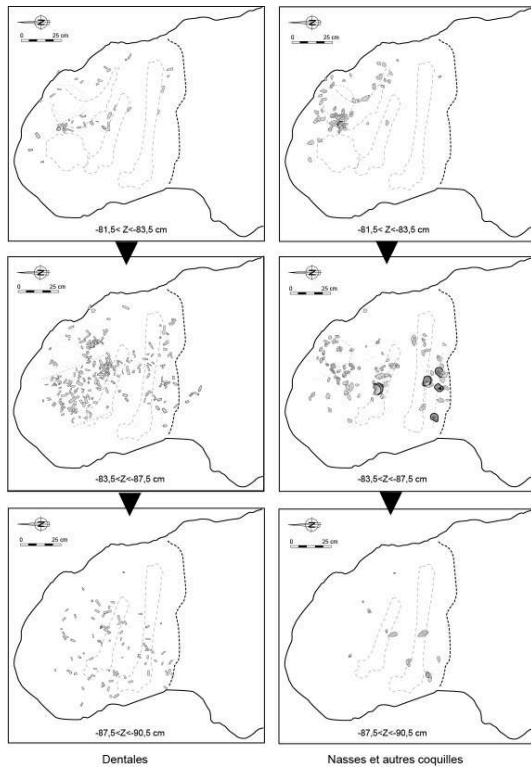 N
0 25 cm
-81,5< Z<-83,5 cm
N
0 25 cm
-81,5< Z<-83,5 cm
N
0 25 cm
-83,5<Z<-87,5 cm
N
0 25 cm
-83,5<Z<-87,5 cm
N
0 25 cm
-87,5<Z<-90,5 cm
N
0 25 cm
-87,5<Z<-90,5 cm
Dentales
Nasses et autres coquilles